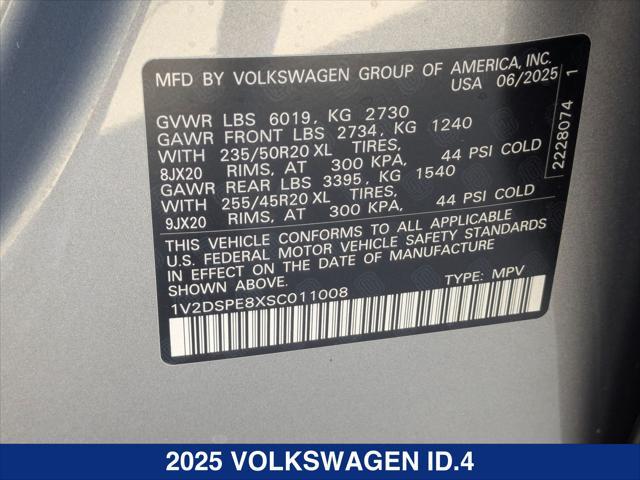 MFD BY VOLKSWAGEN GROUP OF AMERICA, INC.
USA 06/2025
GVWR LBS 6019, KG 2730
GAWR FRONT LBS 2734, KG 1240
WITH 235/50R20 XL TIRES,
8JX20 RIMS, AT 300 KPA, 44 PSI COLD
GAWR REAR LBS 3395, KG 1540
WITH 255/45R20 XL TIRES,
9JX20 RIMS, AT 300 KPA, 44 PSI COLD
THIS VEHICLE CONFORMS TO ALL APPLICABLE
U.S. FEDERAL MOTOR VEHICLE SAFETY STANDARDS
IN EFFECT ON THE DATE OF MANUFACTURE
SHOWN ABOVE.
1V2DSPE8XSC011008 TYPE: MPV
2228074 1
2025 VOLKSWAGEN ID.4